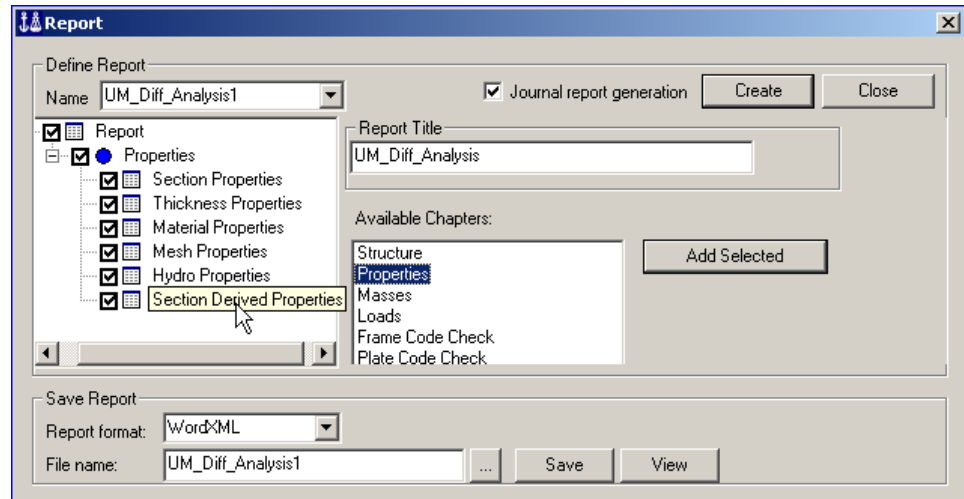 Report
Define Report
Name UM_Diff_Analysis1 Journal report generation Create Close
Report
Properties
Section Properties
Thickness Properties
Material Properties
Mesh Properties
Hydro Properties
Section Derived Properties
Report Title
UM_Diff_Analysis
Available Chapters:
Structure
Properties
Masses
Loads
Frame Code Check
Plate Code Check
Add Selected
Save Report
Report format: WordXML
File name: UM_Diff_Analysis1 ... Save View